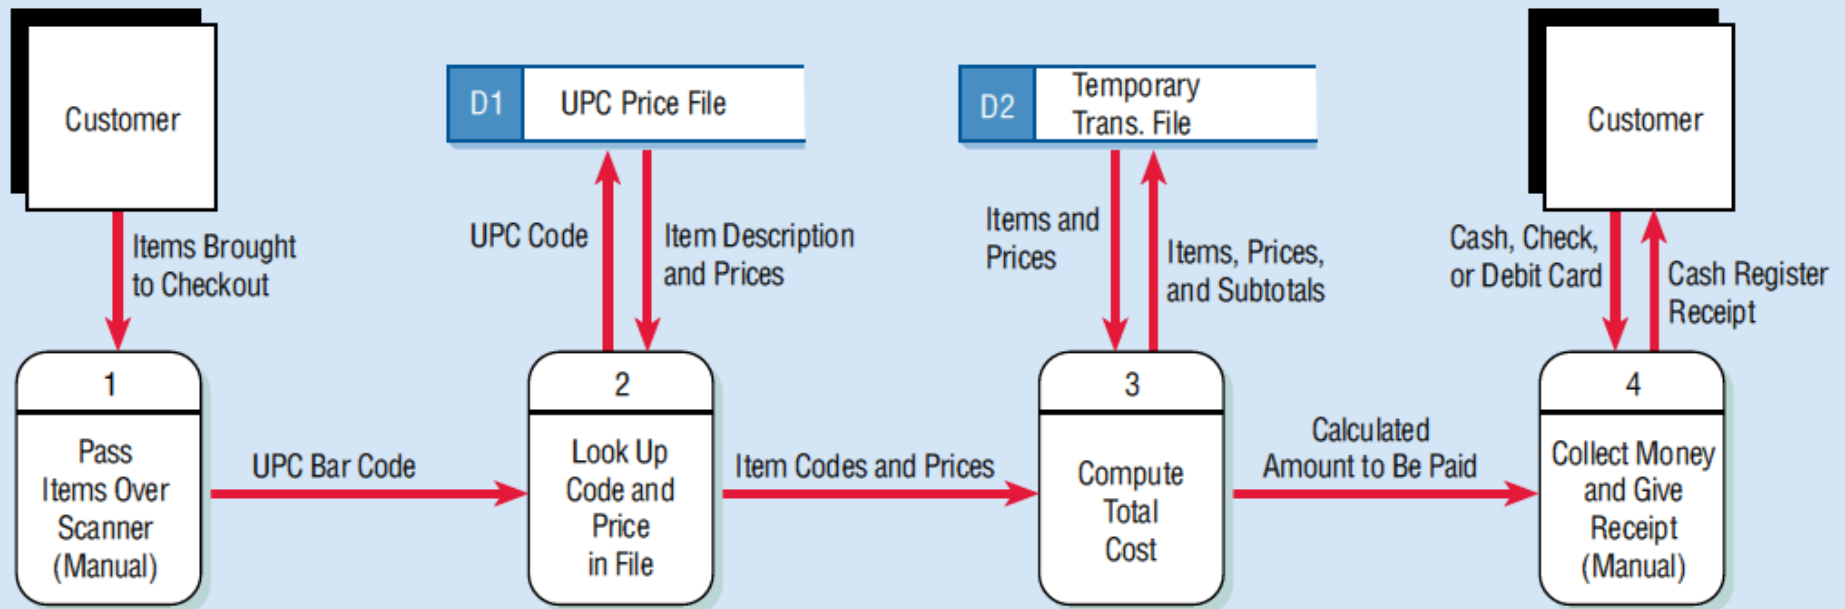 Customer
Items Brought
to Checkout
1
Pass
Items Over
Scanner
(Manual)
UPC Bar Code
D1
UPC Price File
UPC Code
Item Description
and Prices
2
Look Up
Code and
Price
in File
Item Codes and Prices
D2
Temporary
Trans. File
Items and
Prices
Items, Prices,
and Subtotals
3
Compute
Total
Cost
Calculated
Amount to Be Paid
Customer
Cash, Check,
or Debit Card
Cash Register
Receipt
4
Collect Money
and Give
Receipt
(Manual)